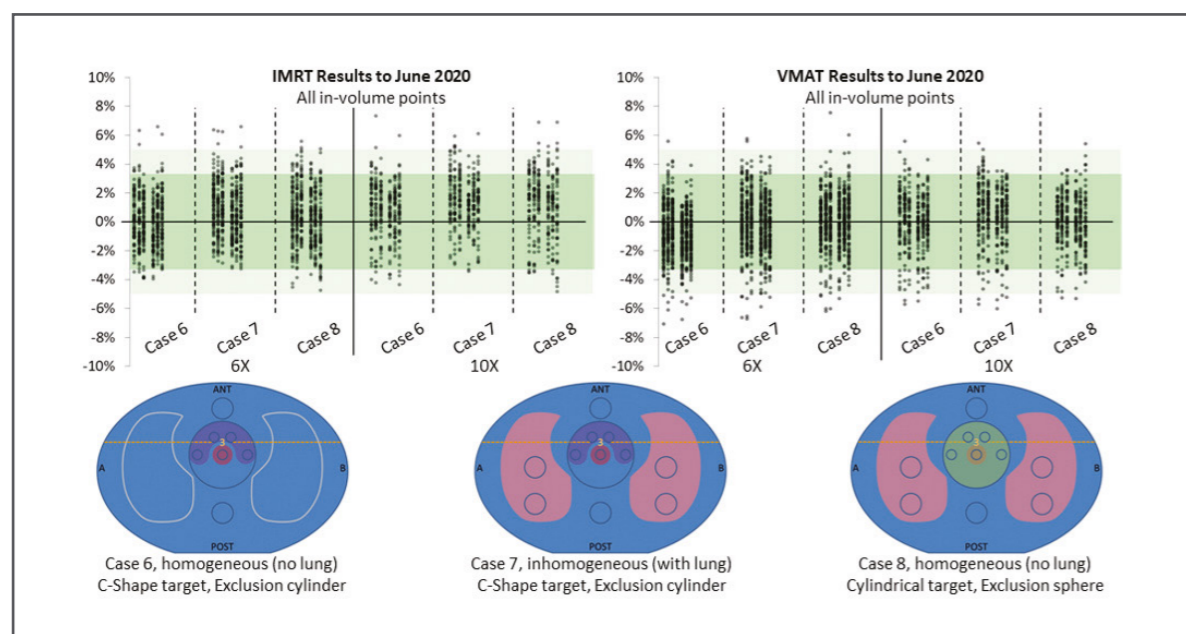 IMRT Results to June 2020
All in-volume points
10%
8%
6%
4%
2%
0%
-2%
-4%
-6%
-8%
-10%
Case 6
Case 7
Case 8
Case 6
Case 7
Case 8
6X
10X
VMAT Results to June 2020
All in-volume points
10%
8%
6%
4%
2%
0%
-2%
-4%
-6%
-8%
-10%
Case 6
Case 7
Case 8
Case 6
Case 7
Case 8
6X
10X
ANT
3
A
B
POST
Case 6, homogeneous (no lung)
C-Shape target, Exclusion cylinder
ANT
3
A
B
POST
Case 7, inhomogeneous (with lung)
C-Shape target, Exclusion cylinder
ANT
3
A
B
POST
Case 8, homogeneous (no lung)
Cylindrical target, Exclusion sphere